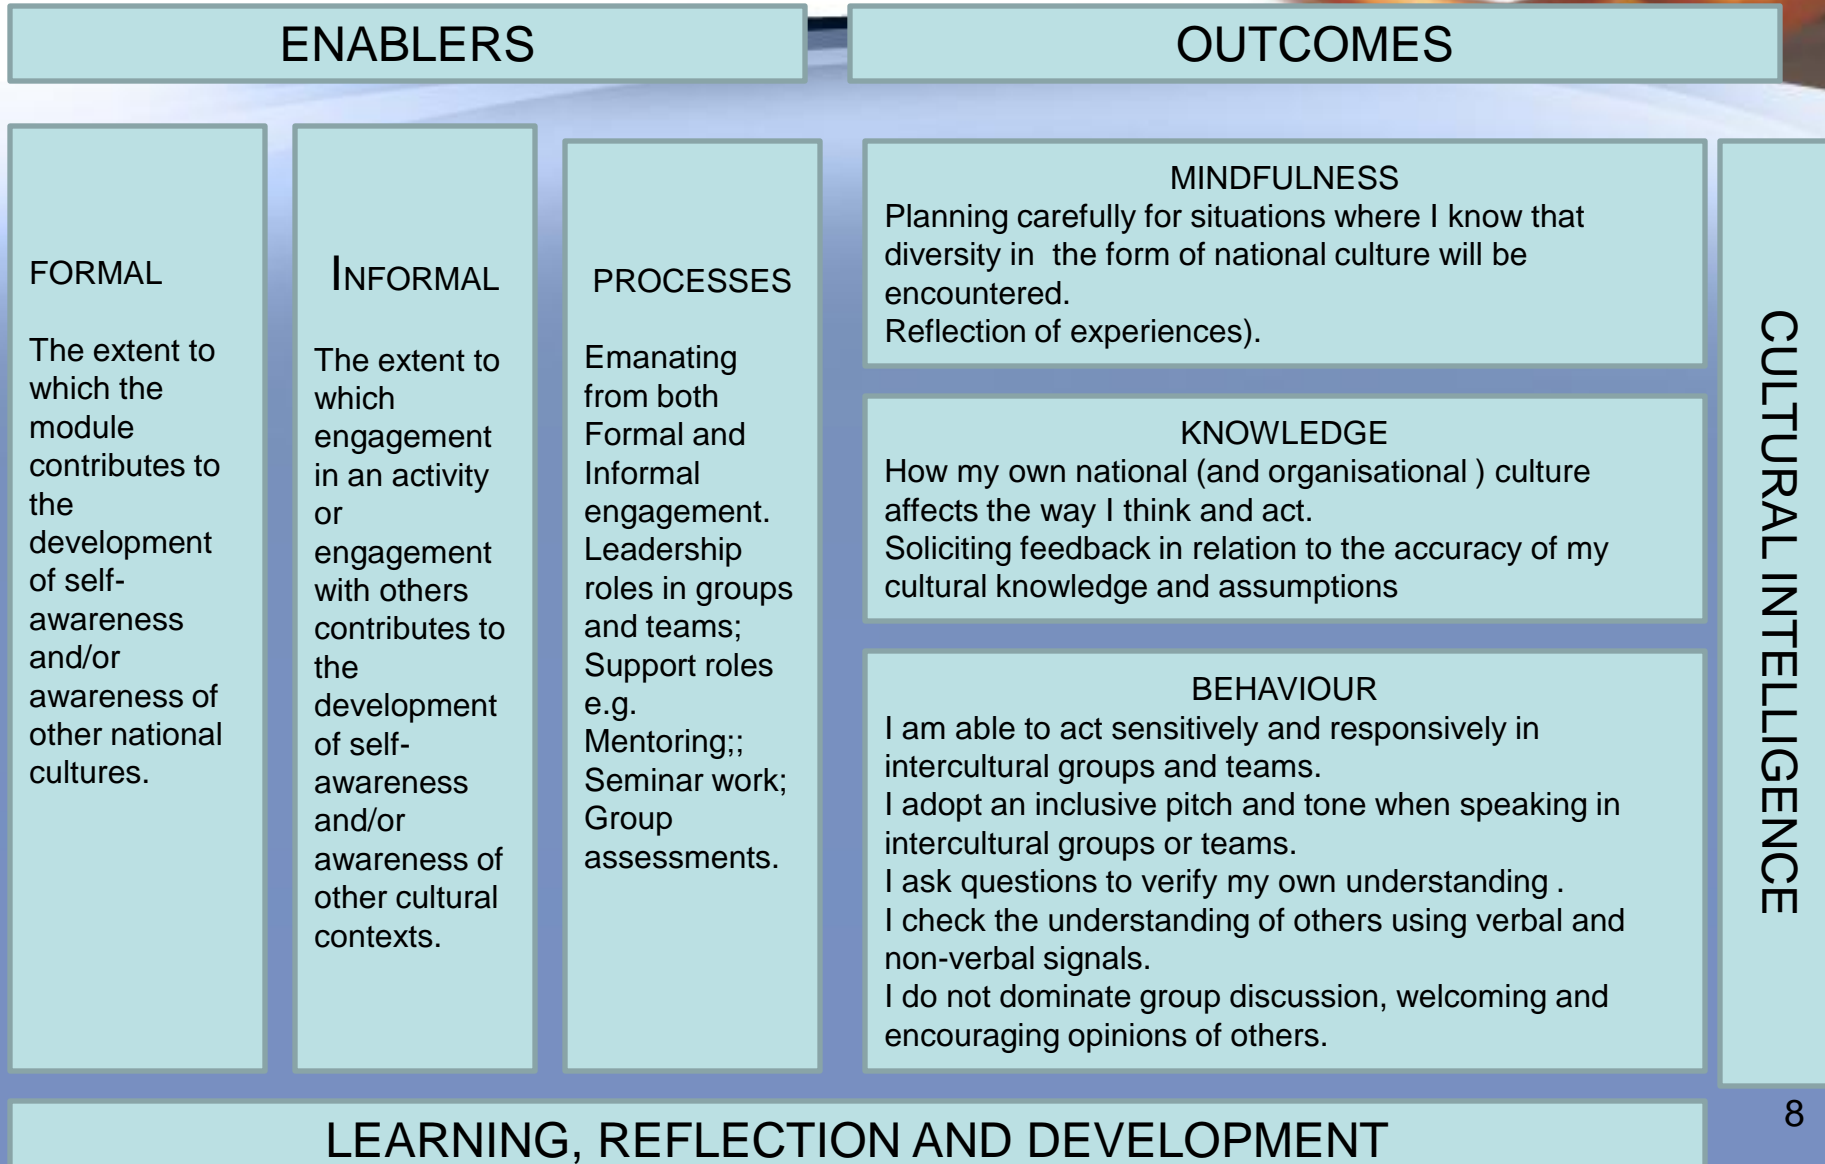 ENABLERS
OUTCOMES
FORMAL
The extent to
which the
module
contributes to
the
development
of self-
awareness
and/or
awareness of
other national
cultures.
INFORMAL
The extent to
which
engagement
in an activity
or
engagement
with others
contributes to
the
development
of self-
awareness
and/or
awareness of
other cultural
contexts.
PROCESSES
Emanating
from both
Formal and
Informal
engagement.
Leadership
roles in groups
and teams;
Support roles
e.g.
Mentoring;;
Seminar work;
Group
assessments.
MINDFULNESS
Planning carefully for situations where I know that
diversity in  the form of national culture will be
encountered.
Reflection of experiences).
KNOWLEDGE
How my own national (and organisational ) culture
affects the way I think and act.
Soliciting feedback in relation to the accuracy of my
cultural knowledge and assumptions
BEHAVIOUR
I am able to act sensitively and responsively in
intercultural groups and teams.
I adopt an inclusive pitch and tone when speaking in
intercultural groups or teams.
I ask questions to verify my own understanding .
I check the understanding of others using verbal and
non-verbal signals.
I do not dominate group discussion, welcoming and
encouraging opinions of others.
CULTURAL INTELLIGENCE
LEARNING, REFLECTION AND DEVELOPMENT
8